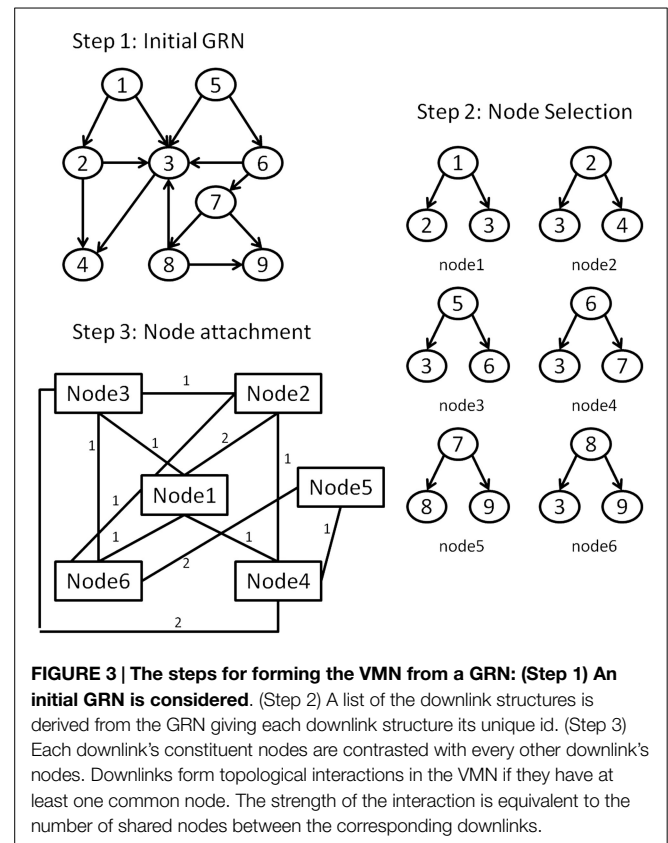 Step 1: Initial GRN
1
5
2
3
6
7
4
8
9
Step 2: Node Selection
1
2
2
3
3
4
node1
node2
5
6
3
6
3
7
node3
node4
7
8
8
9
3
9
node5
node6
Step 3: Node attachment
Node3
1
Node2
1
1
2
1
Node1
Node5
1
1
1
1
2
Node6
Node4
2
FIGURE 3 | The steps for forming the VMN from a GRN: (Step 1) An
initial GRN is considered. (Step 2) A list of the downlink structures is
derived from the GRN giving each downlink structure its unique id. (Step 3)
Each downlink's constituent nodes are contrasted with every other downlink's
nodes. Downlinks form topological interactions in the VMN if they have at
least one common node. The strength of the interaction is equivalent to the
number of shared nodes between the corresponding downlinks.